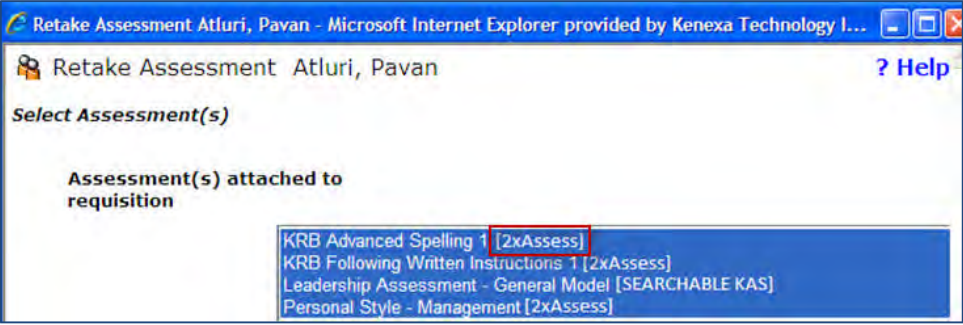 Retake Assessment Atluri, Pavan - Microsoft Internet Explorer provided by Kenexa Technology I...
Retake Assessment Atluri, Pavan ? Help
Select Assessment(s)
Assessment(s) attached to
requisition
KRB Advanced Spelling 1 [2xAssess]
KRB Following Written Instructions 1 [2xAssess]
Leadership Assessment - General Model [SEARCHABLE KAS]
Personal Style - Management [2xAssess]